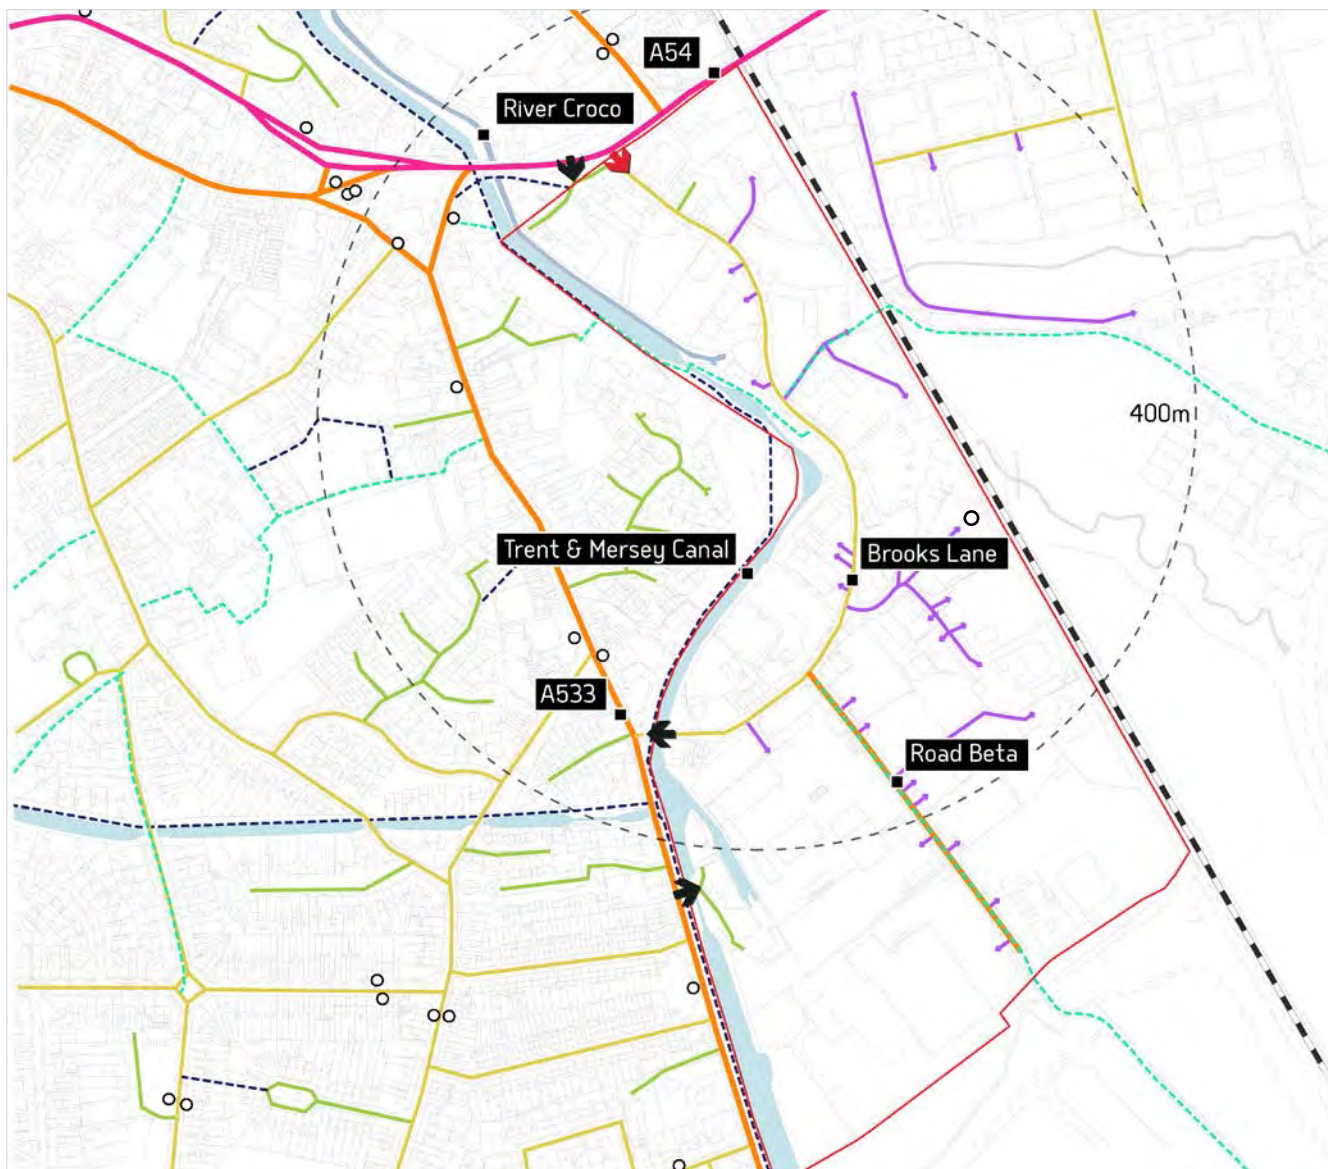 A54
River Croco
400m
Trent & Mersey Canal
Brooks Lane
A533
Road Beta